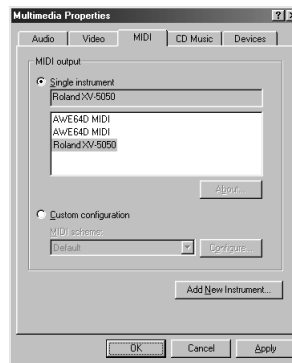 Multimedia Properties
Audio Video MIDI CD Music Devices
MIDI output
Single instrument
Roland XV-5050
AWE64D MIDI
AWE64D MIDI
Roland XV-5050
About...
Custom configuration
MIDI scheme:
Default
Configure...
Add New Instrument...
OK Cancel Apply